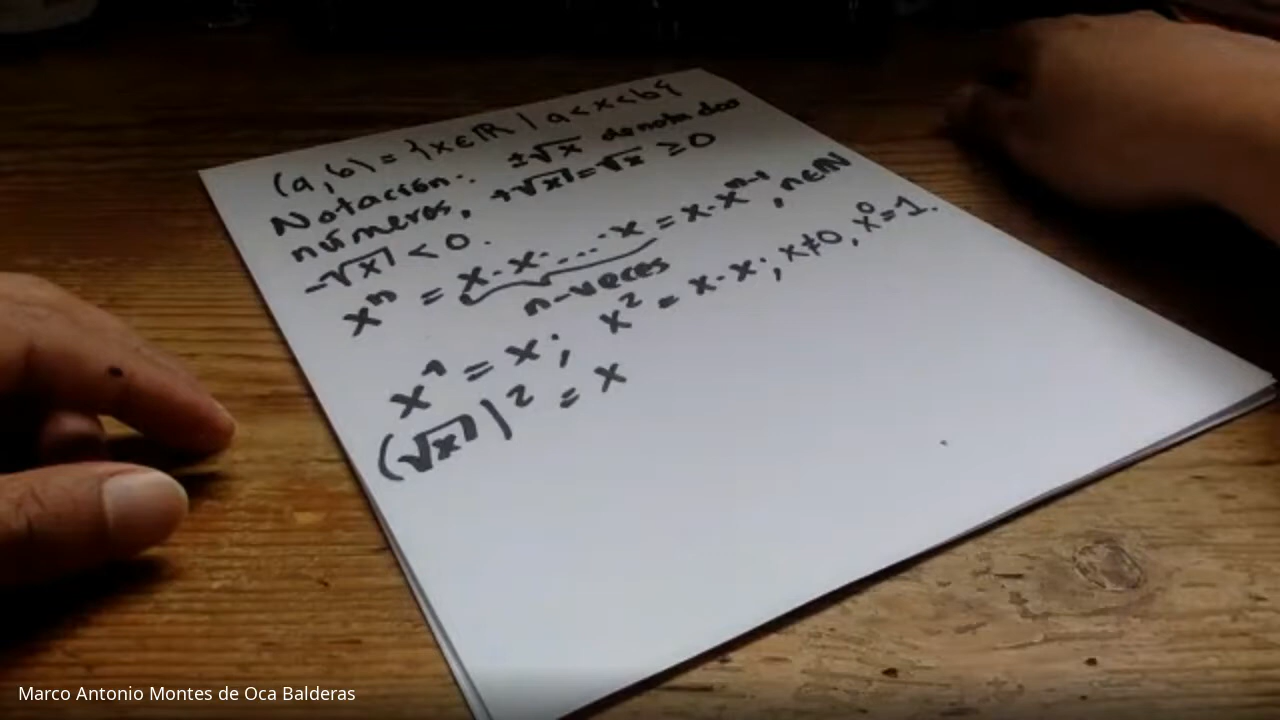 (a,b) = {x∈ℝ | a < x < b}
Notación: ±√x denota dos
números, +√x = √x ≥ 0
-√x < 0.
xⁿ = x · x · ... · x = x · xⁿ⁻¹, n∈ℕ
n-veces
x¹ = x; x² = x · x; x≠0, x⁰=1.
(√x)² = x
Marco Antonio Montes de Oca Balderas